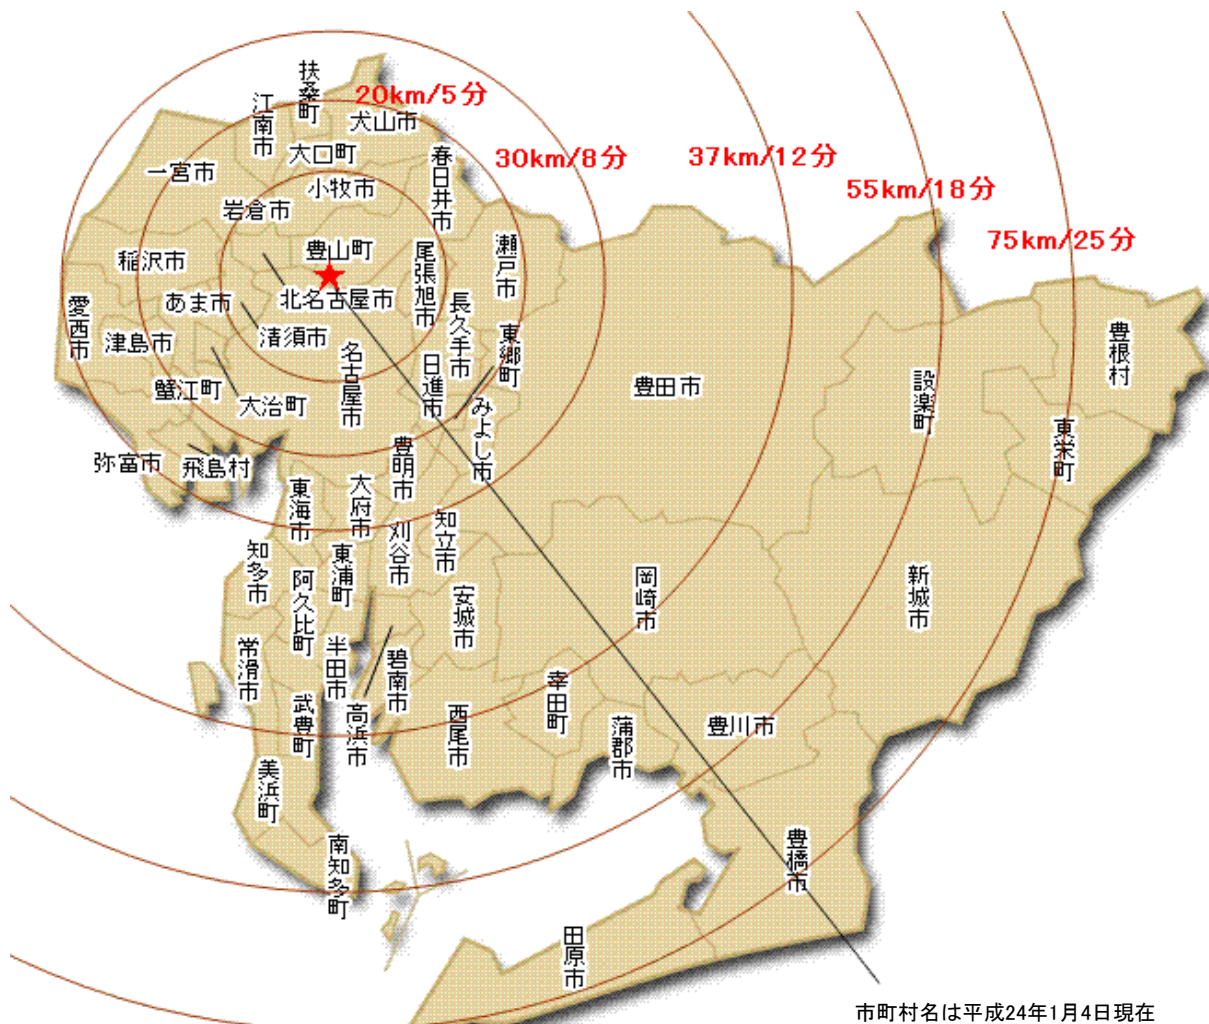 扶桑町
20km/5分
江南市
犬山市
大口町
春日井市
30km/8分
37km/12分
一宮市
小牧市
55km/18分
岩倉市
75km/25分
豊山町
尾張旭市
瀬戸市
稲沢市
あま市
北名古屋市
愛西市
長久手市
津島市
清須市
東郷町
豊根村
名古屋市
日進市
豊田市
設楽町
蟹江町
大治町
みよし市
東栄町
弥富市
飛島村
豊明市
東海市
大府市
知立市
刈谷市
知多市
東浦町
阿久比町
安城市
岡崎市
新城市
常滑市
半田市
碧南市
武豊町
高浜市
西尾市
幸田町
蒲郡市
豊川市
美浜町
南知多町
豊橋市
田原市
市町村名は平成24年1月4日現在